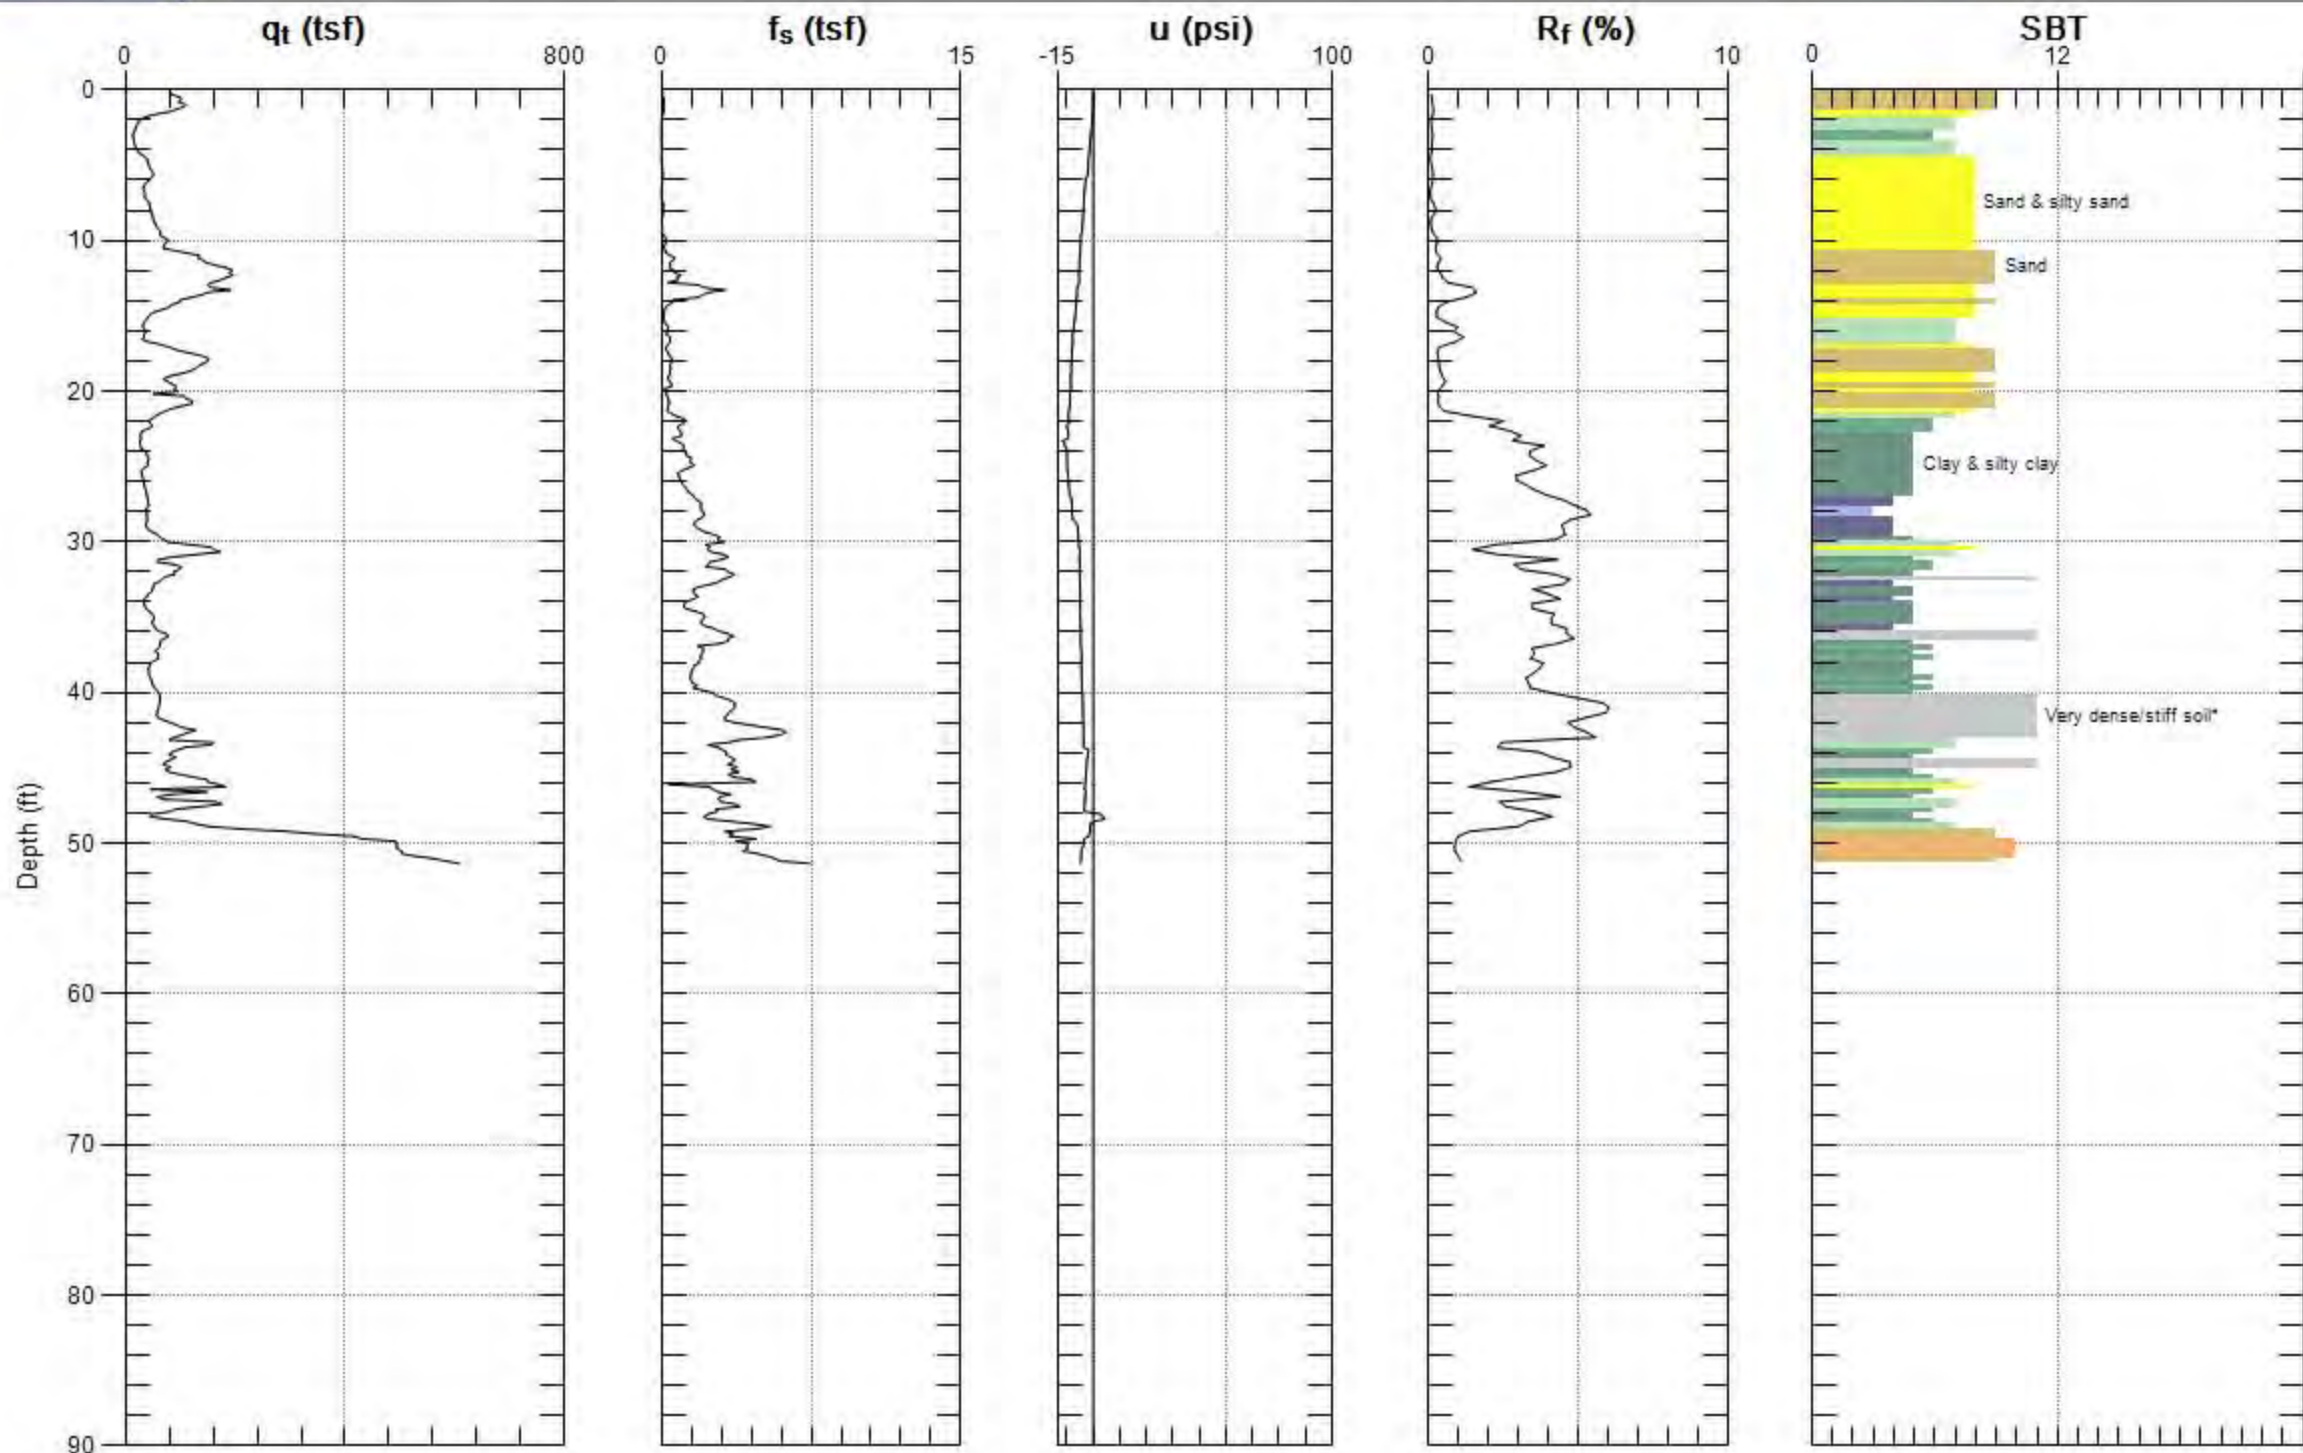 qt (tsf) fs (tsf) u (psi) Rf (%) SBT
0 800 0 15 -15 100 0 10 0 12
0
Sand & silty sand
10
Sand
20
Clay & silty clay
30
40
Very dense/stiff soil*
50
Depth (ft)
60
70
80
90